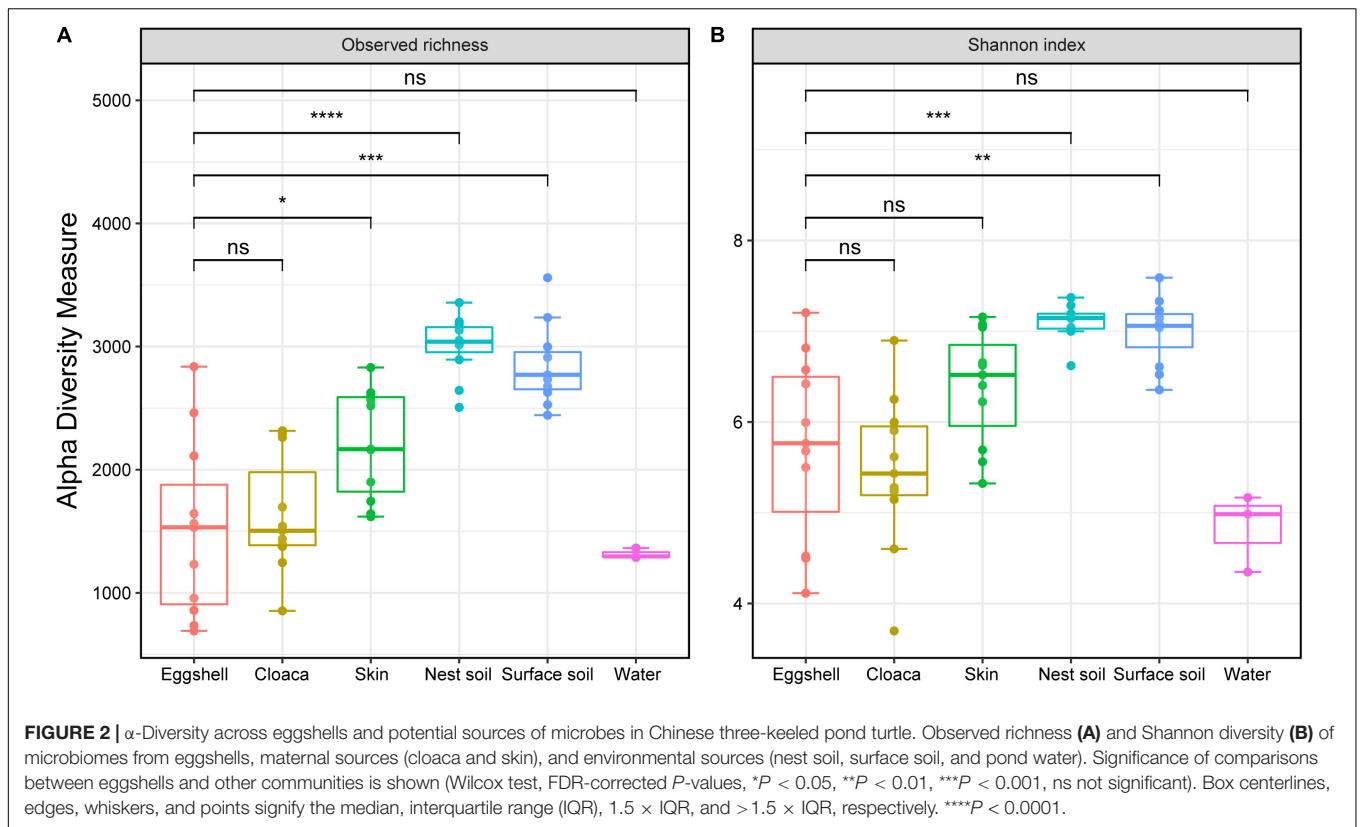 A
B
Observed richness
Shannon index
ns
ns
****
***
***
**
*
ns
ns
ns
Alpha Diversity Measure
5000
4000
3000
2000
1000
8
6
4
Eggshell Cloaca Skin Nest soil Surface soil Water
Eggshell Cloaca Skin Nest soil Surface soil Water
FIGURE 2 | α-Diversity across eggshells and potential sources of microbes in Chinese three-keeled pond turtle. Observed richness (A) and Shannon diversity (B) of
microbiomes from eggshells, maternal sources (cloaca and skin), and environmental sources (nest soil, surface soil, and pond water). Significance of comparisons
between eggshells and other communities is shown (Wilcox test, FDR-corrected P-values, *P < 0.05, **P < 0.01, ***P < 0.001, ns not significant). Box centerlines,
edges, whiskers, and points signify the median, interquartile range (IQR), 1.5 × IQR, and >1.5 × IQR, respectively. ****P < 0.0001.